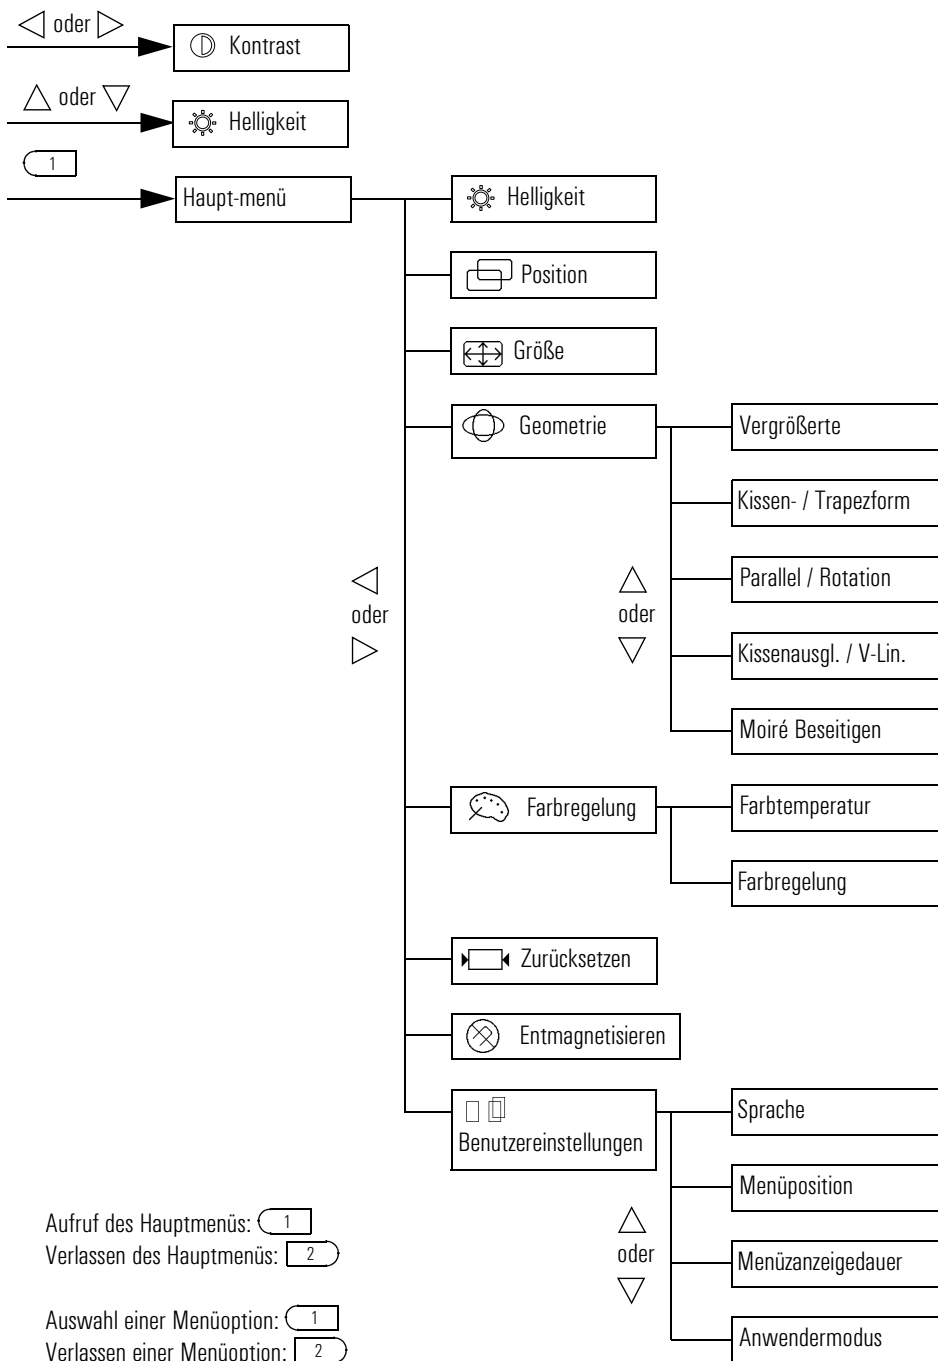 oder
Kontrast
oder
Helligkeit
1
Haupt-menü
Helligkeit
Position
Größe
Geometrie
Vergrößerte
Kissen- / Trapezform
Parallel / Rotation
Kissenausgl. / V-Lin.
Moiré Beseitigen
oder
oder
Farbregelung
Farbtemperatur
Farbregelung
Zurücksetzen
Entmagnetisieren
Benutzereinstellungen
Sprache
Menüposition
Menüzanzeigedauer
Anwendermodus
oder
Aufruf des Hauptmenüs: 1
Verlassen des Hauptmenüs: 2
Auswahl einer Menüoption: 1
Verlassen einer Menüoption: 2